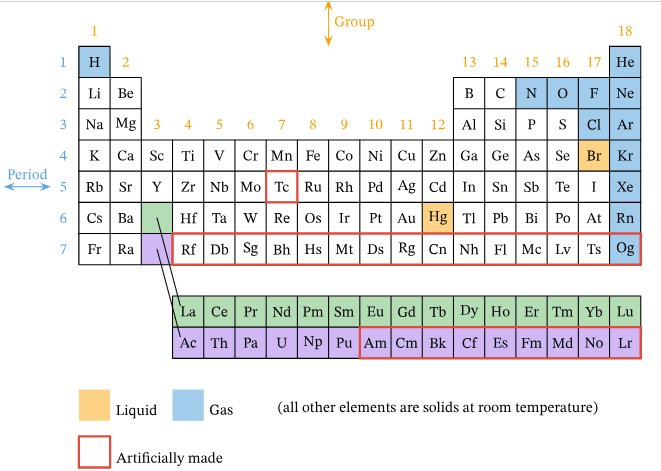 Group
1 18
1 H 2 13 14 15 16 17 He
2 Li Be B C N O F Ne
3 Na Mg 3 4 5 6 7 8 9 10 11 12 Al Si P S Cl Ar
4 K Ca Sc Ti V Cr Mn Fe Co Ni Cu Zn Ga Ge As Se Br Kr
Period
5 Rb Sr Y Zr Nb Mo Tc Ru Rh Pd Ag Cd In Sn Sb Te I Xe
6 Cs Ba Hf Ta W Re Os Ir Pt Au Hg Tl Pb Bi Po At Rn
7 Fr Ra Rf Db Sg Bh Hs Mt Ds Rg Cn Nh Fl Mc Lv Ts Og
La Ce Pr Nd Pm Sm Eu Gd Tb Dy Ho Er Tm Yb Lu
Ac Th Pa U Np Pu Am Cm Bk Cf Es Fm Md No Lr
Liquid Gas (all other elements are solids at room temperature)
Artificially made